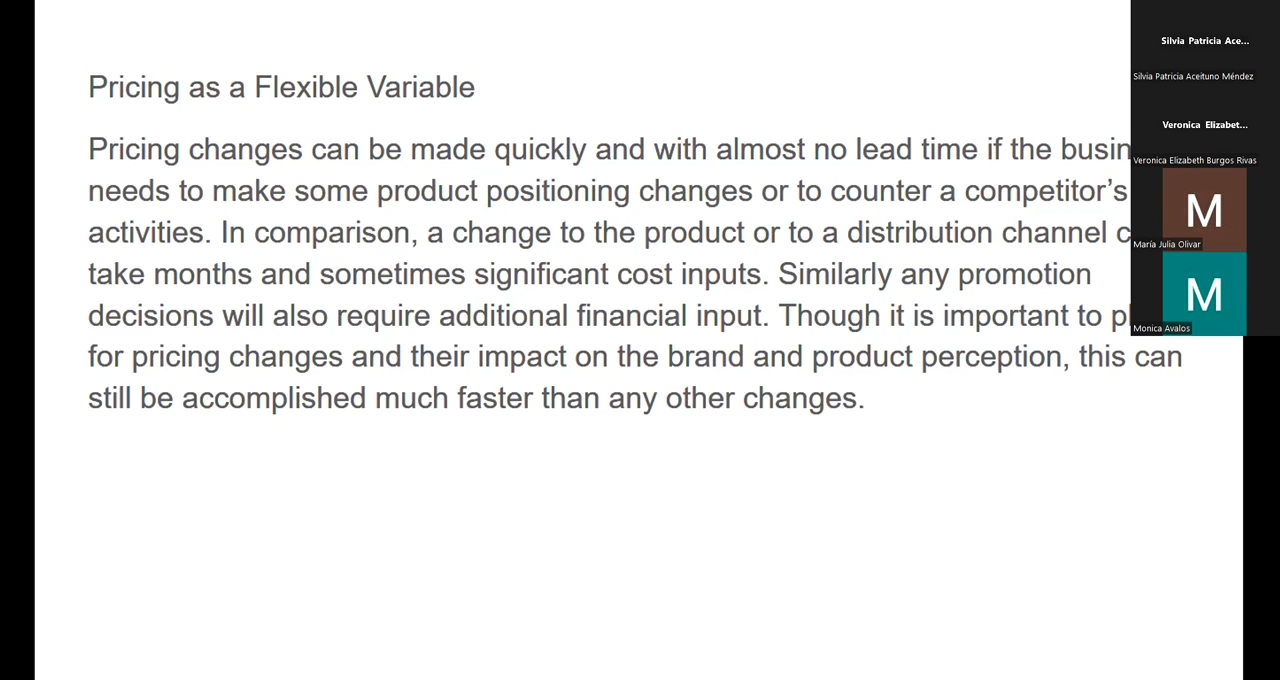 Pricing as a Flexible Variable
Pricing changes can be made quickly and with almost no lead time if the
needs to make some product positioning changes or to counter a competitor’s
activities. In comparison, a change to the product or to a distribution channel
take months and sometimes significant cost inputs. Similarly any promotion
decisions will also require additional financial input. Though it is important to
for pricing changes and their impact on the brand and product perception, this can
still be accomplished much faster than any other changes.
Silvia Patricia Ace...
Silvia Patricia Aceituno Méndez
Veronica Elizabet...
Veronica Elizabeth Burgos Rivas
M
María Julia Olivar
M
Monica Avalos